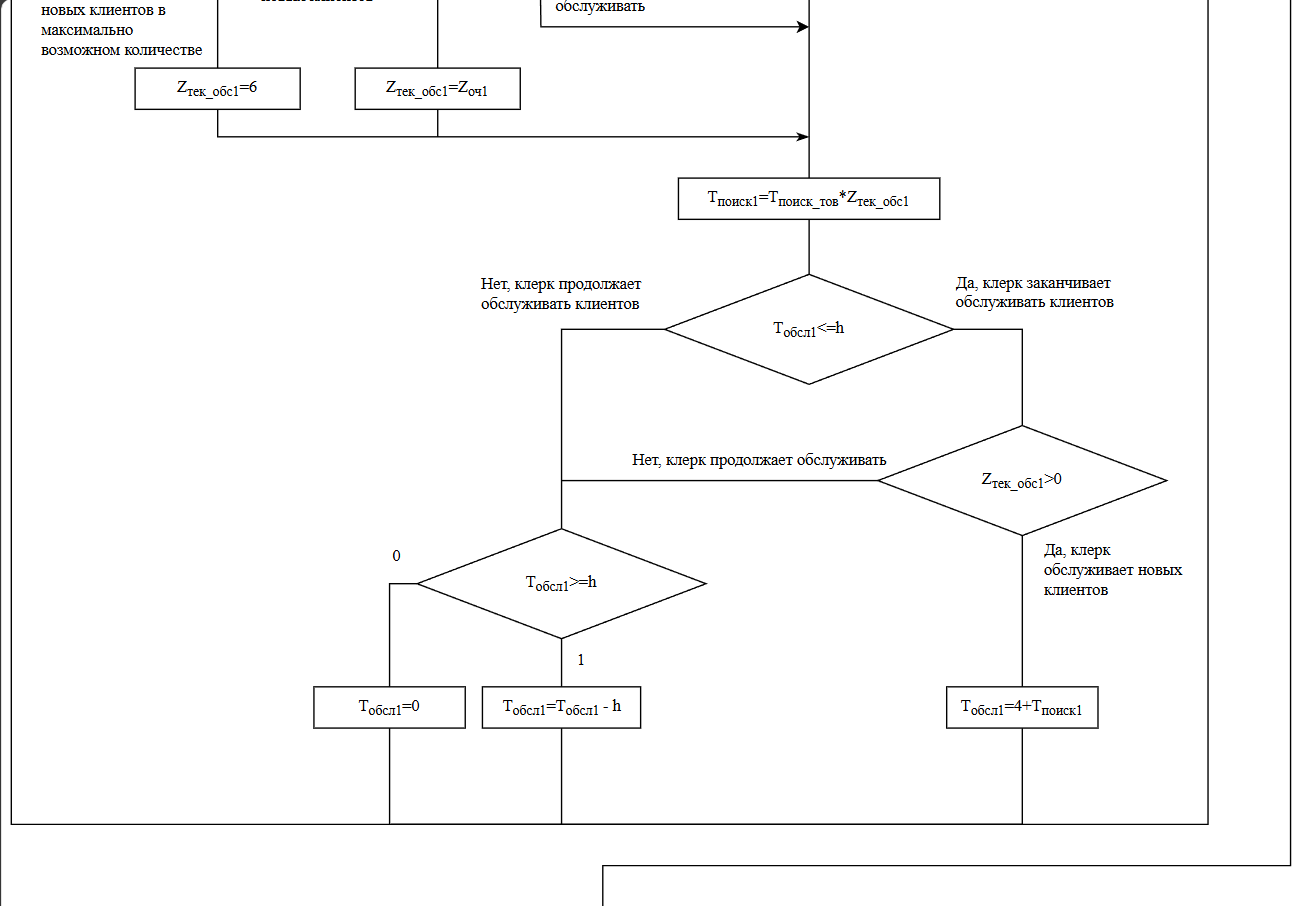 новых клиентов в
максимально
возможном количестве
обслуживать
Zтек_обс1=6
Zтек_обс1=Zоч1
Tпоиск1=Tпоиск_тов*Zтек_обс1
Нет, клерк продолжает
обслуживать клиентов
Да, клерк заканчивает
обслуживать клиентов
Tобсл1<=h
Нет, клерк продолжает обслуживать
Zтек_обс1>0
Да, клерк
обслуживает новых
клиентов
0
Tобсл1>=h
1
Tобсл1=0
Tобсл1=Tобсл1 - h
Tобсл1=4+Tпоиск1